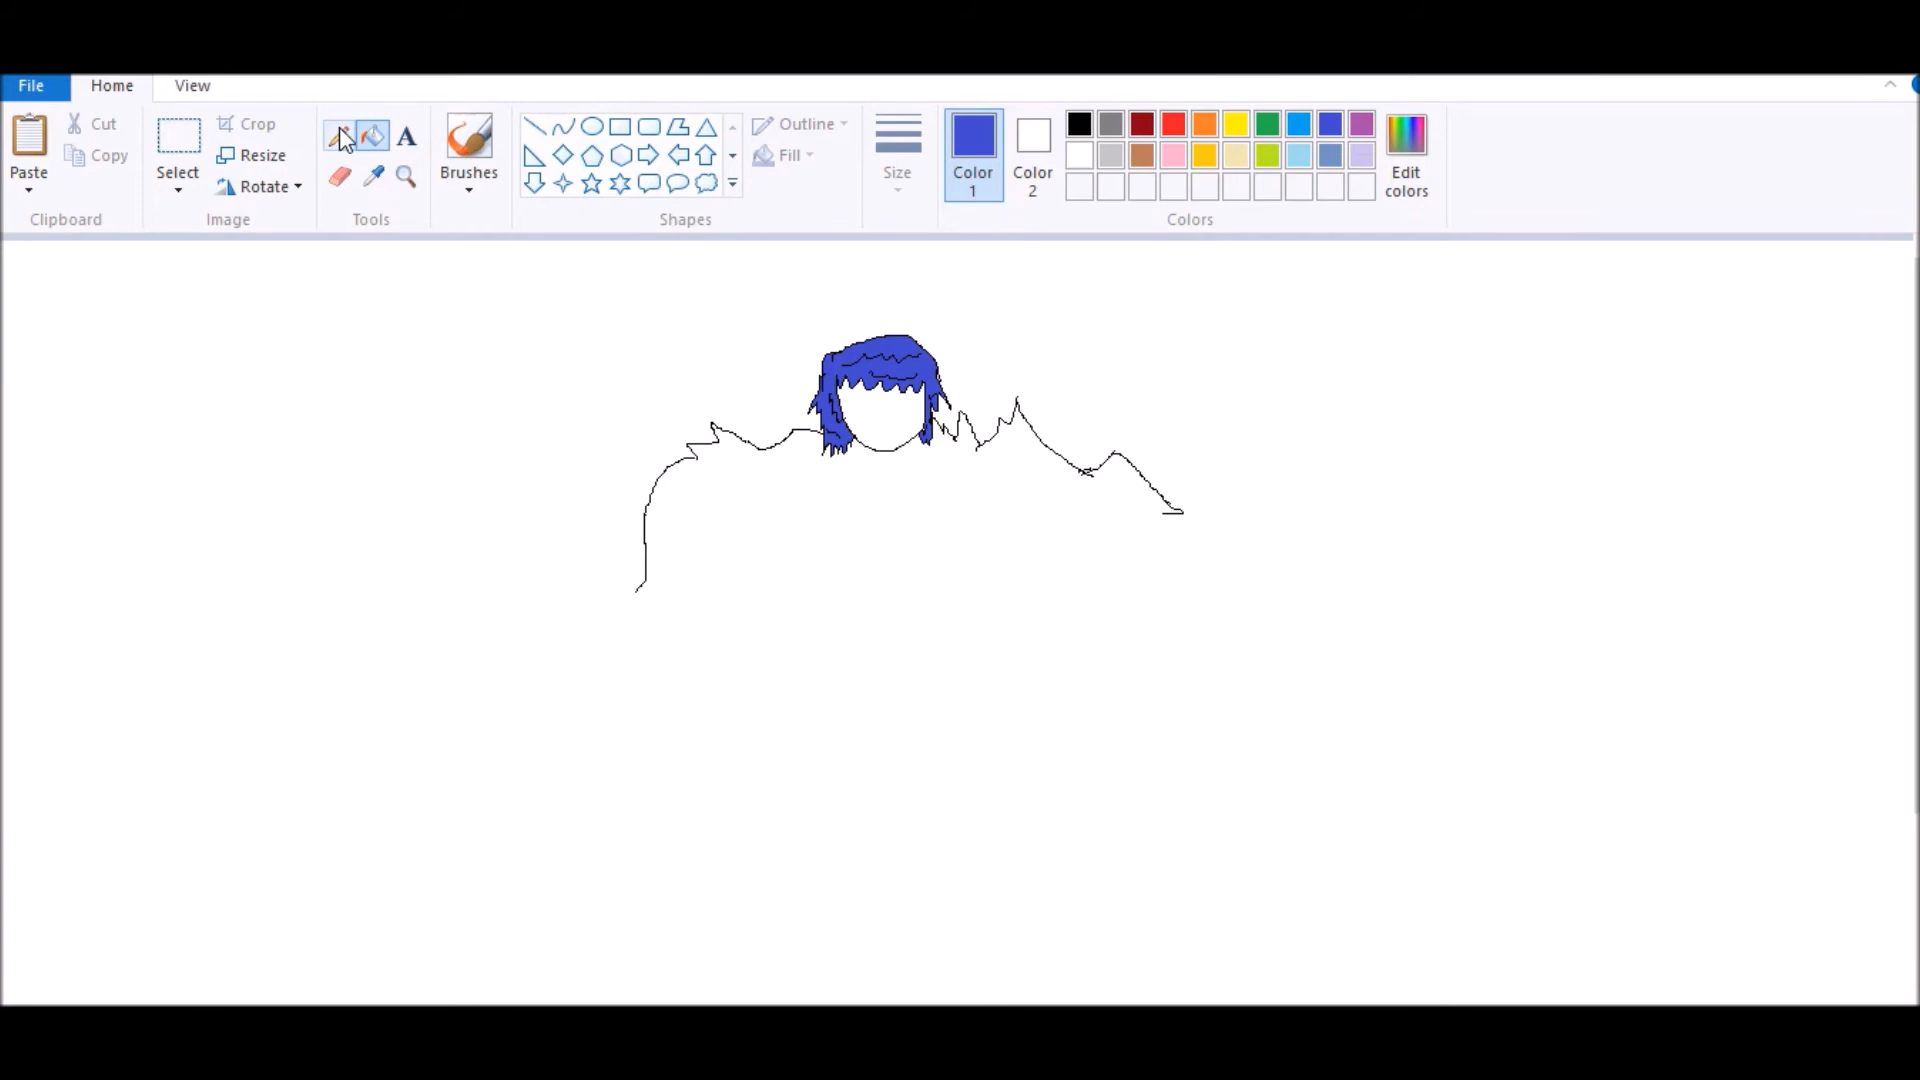 File Home View
Cut
Copy
Paste
Clipboard
Select
Crop
Resize
Rotate
Image
A
Tools
Brushes
Outline
Fill
Shapes
Size
Color
1
Color
2
Edit
colors
Colors